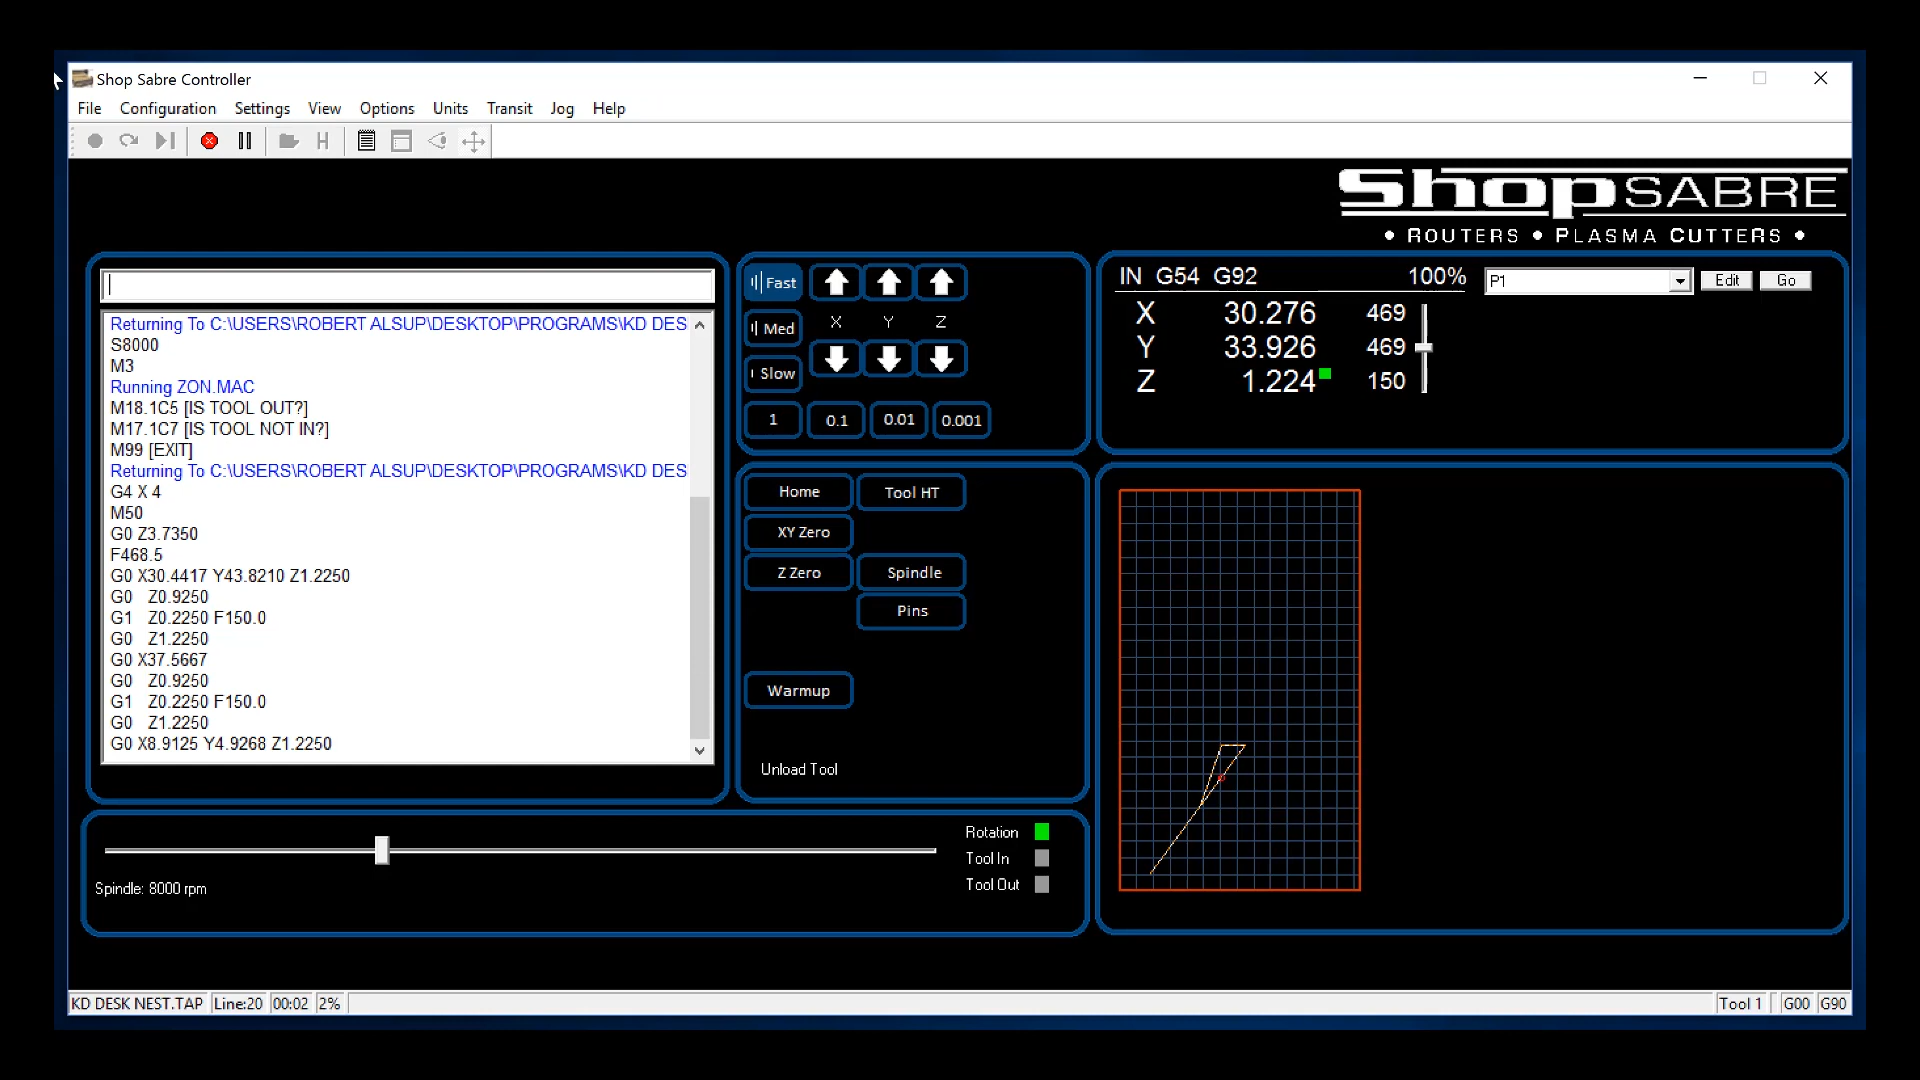 Shop Sabre Controller
File Configuration Settings View Options Units Transit Jog Help
H
ShopSABRE
• ROUTERS • PLASMA CUTTERS •
Returning To C:\USERS\ROBERT ALSUP\DESKTOP\PROGRAMS\KD DES
S8000
M3
Running ZON.MAC
M18.1C5 [IS TOOL OUT?]
M17.1C7 [IS TOOL NOT IN?]
M99 [EXIT]
Returning To C:\USERS\ROBERT ALSUP\DESKTOP\PROGRAMS\KD DES
G4 X 4
M50
G0 Z3.7350
F468.5
G0 X30.4417 Y43.8210 Z1.2250
G0 Z0.9250
G1 Z0.2250 F150.0
G0 Z1.2250
G0 X37.5667
G0 Z0.9250
G1 Z0.2250 F150.0
G0 Z1.2250
G0 X8.9125 Y4.9268 Z1.2250
Fast
Med
Slow
X Y Z
1 0.1 0.01 0.001
IN G54 G92 100%
X 30.276 469
Y 33.926 469
Z 1.224 150
P1 Edit Go
Home Tool HT
XY Zero
Z Zero Spindle
Pins
Warmup
Unload Tool
Spindle: 8000 rpm
Rotation
Tool In
Tool Out
KD DESK NEST.TAP Line:20 00:02 2% Tool 1 G00 G90